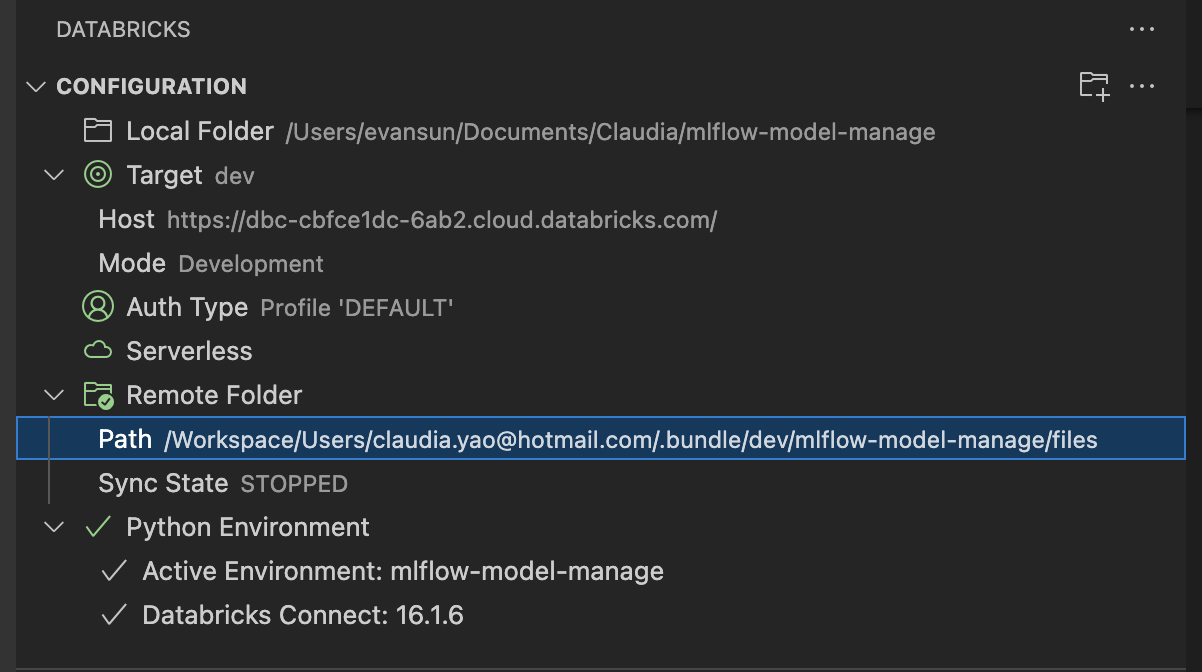 DATABRICKS
CONFIGURATION
Local Folder /Users/evansun/Documents/Claudia/mlflow-model-manage
Target dev
Host https://dbc-cbfce1dc-6ab2.cloud.databricks.com/
Mode Development
Auth Type Profile 'DEFAULT'
Serverless
Remote Folder
Path /Workspace/Users/claudia.yao@hotmail.com/.bundle/dev/mlflow-model-manage/files
Sync State STOPPED
Python Environment
Active Environment: mlflow-model-manage
Databricks Connect: 16.1.6